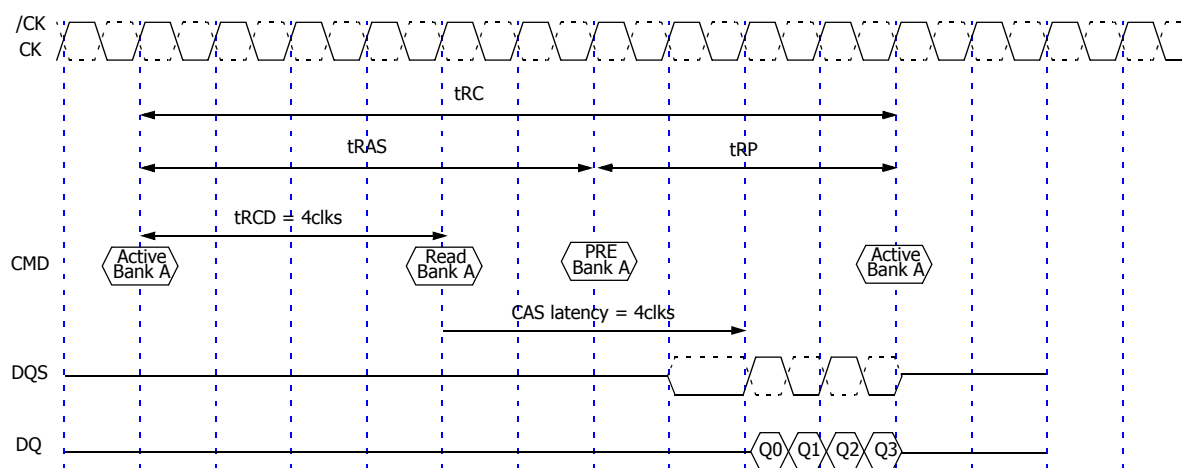 /CK
CK
tRC
tRAS
tRP
tRCD = 4clks
CMD
Active
Bank A
Read
Bank A
PRE
Bank A
Active
Bank A
CAS latency = 4clks
DQS
DQ
Q0 Q1 Q2 Q3